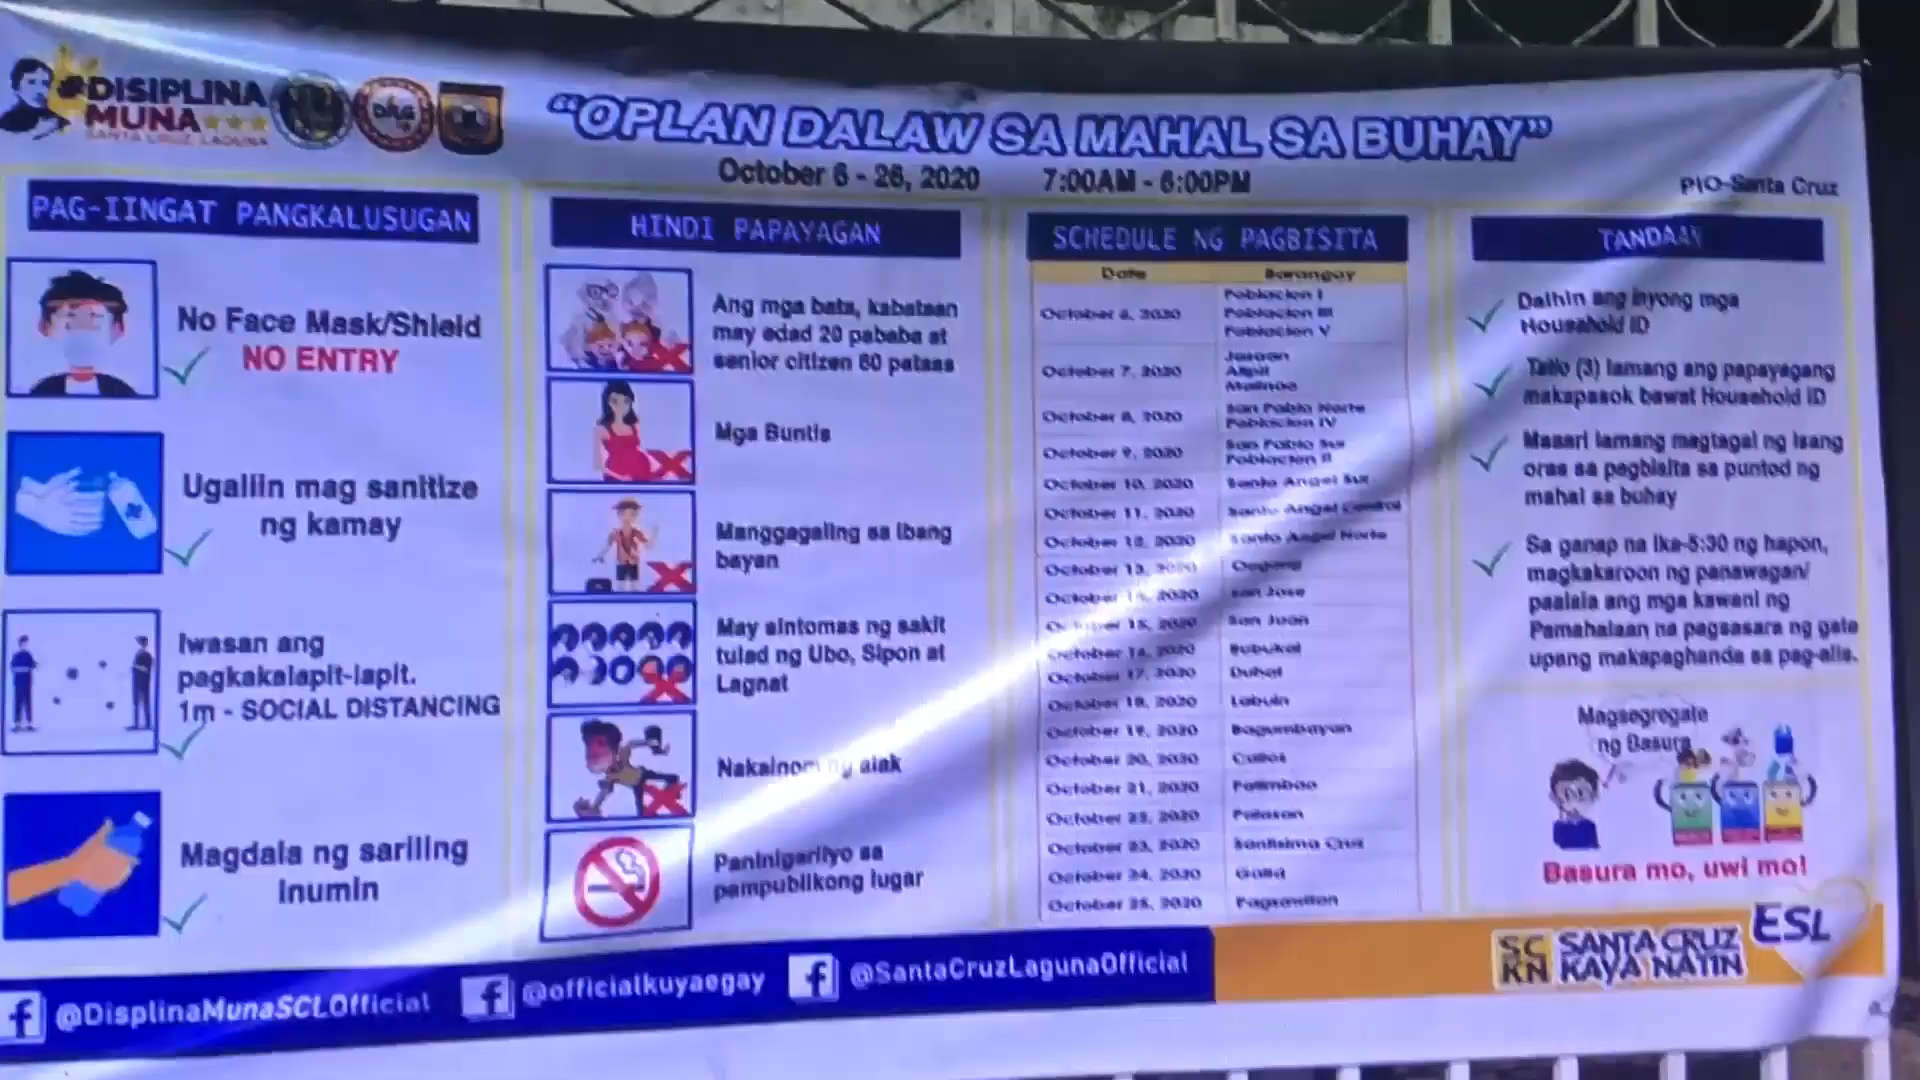 #DISIPLINA
MUNA
SANTA CRUZ LAGUNA
"OPLAN DALAW SA MAHAL SA BUHAY"
October 6 - 26, 2020 7:00AM - 6:00PM
PIO-Santa Cruz
PAG-IINGAT PANGKALUSUGAN
No Face Mask/Shield
NO ENTRY
Ugaliin mag sanitize
ng kamay
Iwasan ang
pagkakalapit-lapit.
1m - SOCIAL DISTANCING
Magdala ng sariling
inumin
HINDI PAPAYAGAN
Ang mga bata, kabataan
may edad 20 pababa at
senior citizen 60 pataas
Mga Buntis
Manggagaling sa ibang
bayan
May sintomas ng sakit
tulad ng Ubo, Sipon at
Lagnat
Nakainom ng alak
Paninigarilyo sa
pampublikong lugar
SCHEDULE NG PAGBISITA
Date Barangay
October 6, 2020
Poblacion I
Poblacion III
Poblacion V
October 7, 2020
Jasaan
Alipit
Malinao
October 8, 2020
San Pablo Norte
Poblacion IV
October 9, 2020
San Pablo Sur
Poblacion II
October 10, 2020 Santo Angel Sur
October 11, 2020 Santo Angel Central
October 12, 2020 Santo Angel Norte
October 13, 2020 Oogong
October 14, 2020 San Jose
October 15, 2020 San Juan
October 16, 2020 Bubukal
October 17, 2020 Duhat
October 18, 2020 Labuin
October 19, 2020 Bagumbayan
October 20, 2020 Calios
October 21, 2020 Palimbao
October 22, 2020 Patasan
October 23, 2020 Santisima Cruz
October 24, 2020 Gatid
October 25, 2020 Pagsawitan
TANDAAN
Dalhin ang inyong mga
Household ID
Tatlo (3) lamang ang papayagang
makapasok bawat Household ID
Maaari lamang magtagal ng isang
oras sa pagbisita sa puntod ng
mahal sa buhay
Sa ganap na ika-5:30 ng hapon,
magkakaroon ng panawagan/
paalala ang mga kawani ng
Pamahalaan na pagsasara ng gate
upang makapaghanda sa pag-alis.
Magsegregate
ng Basura
Basura mo, uwi mo!
@DisplinaMunaSCLOfficial
@officialkuyaegay
@SantaCruzLagunaOfficial
SC
KN
SANTA CRUZ
KAYA NATIN
ESL